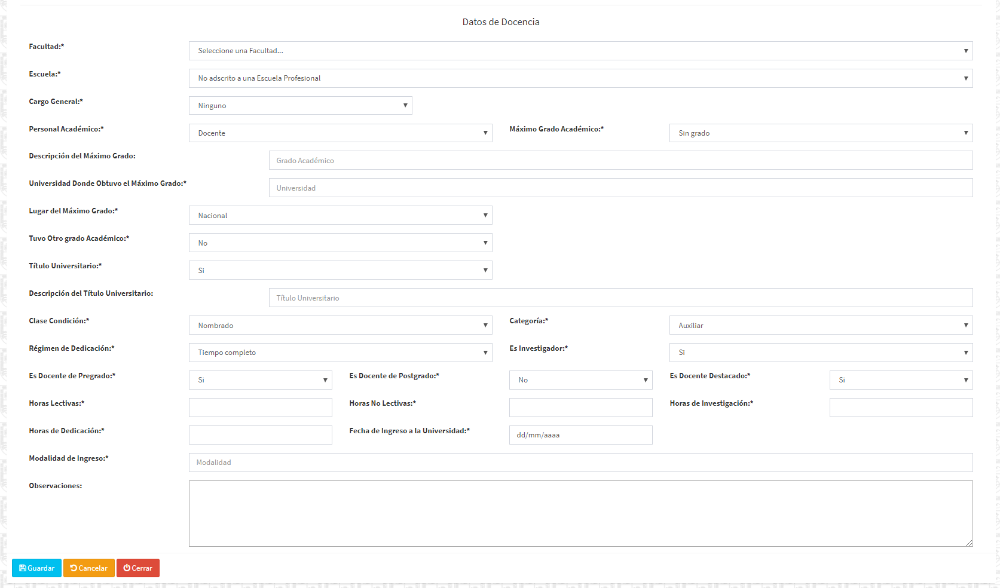 Datos de Docencia
Facultad:* Seleccione una Facultad...
Escuela:* No adscrito a una Escuela Profesional
Cargo General:* Ninguno
Personal Académico:* Docente Máximo Grado Académico:* Sin grado
Descripción del Máximo Grado: Grado Académico
Universidad Donde Obtuvo el Máximo Grado:* Universidad
Lugar del Máximo Grado:* Nacional
Tuvo Otro grado Académico:* No
Título Universitario:* Si
Descripción del Título Universitario: Título Universitario
Clase Condición:* Nombrado Categoría:* Auxiliar
Régimen de Dedicación:* Tiempo completo Es Investigador:* Si
Es Docente de Pregrado:* Si Es Docente de Postgrado:* No Es Docente Destacado:* Si
Horas Lectivas:* Horas No Lectivas:* Horas de Investigación:*
Horas de Dedicación:* Fecha de Ingreso a la Universidad:* dd/mm/aaaa
Modalidad de Ingreso:* Modalidad
Observaciones:
Guardar Cancelar Cerrar